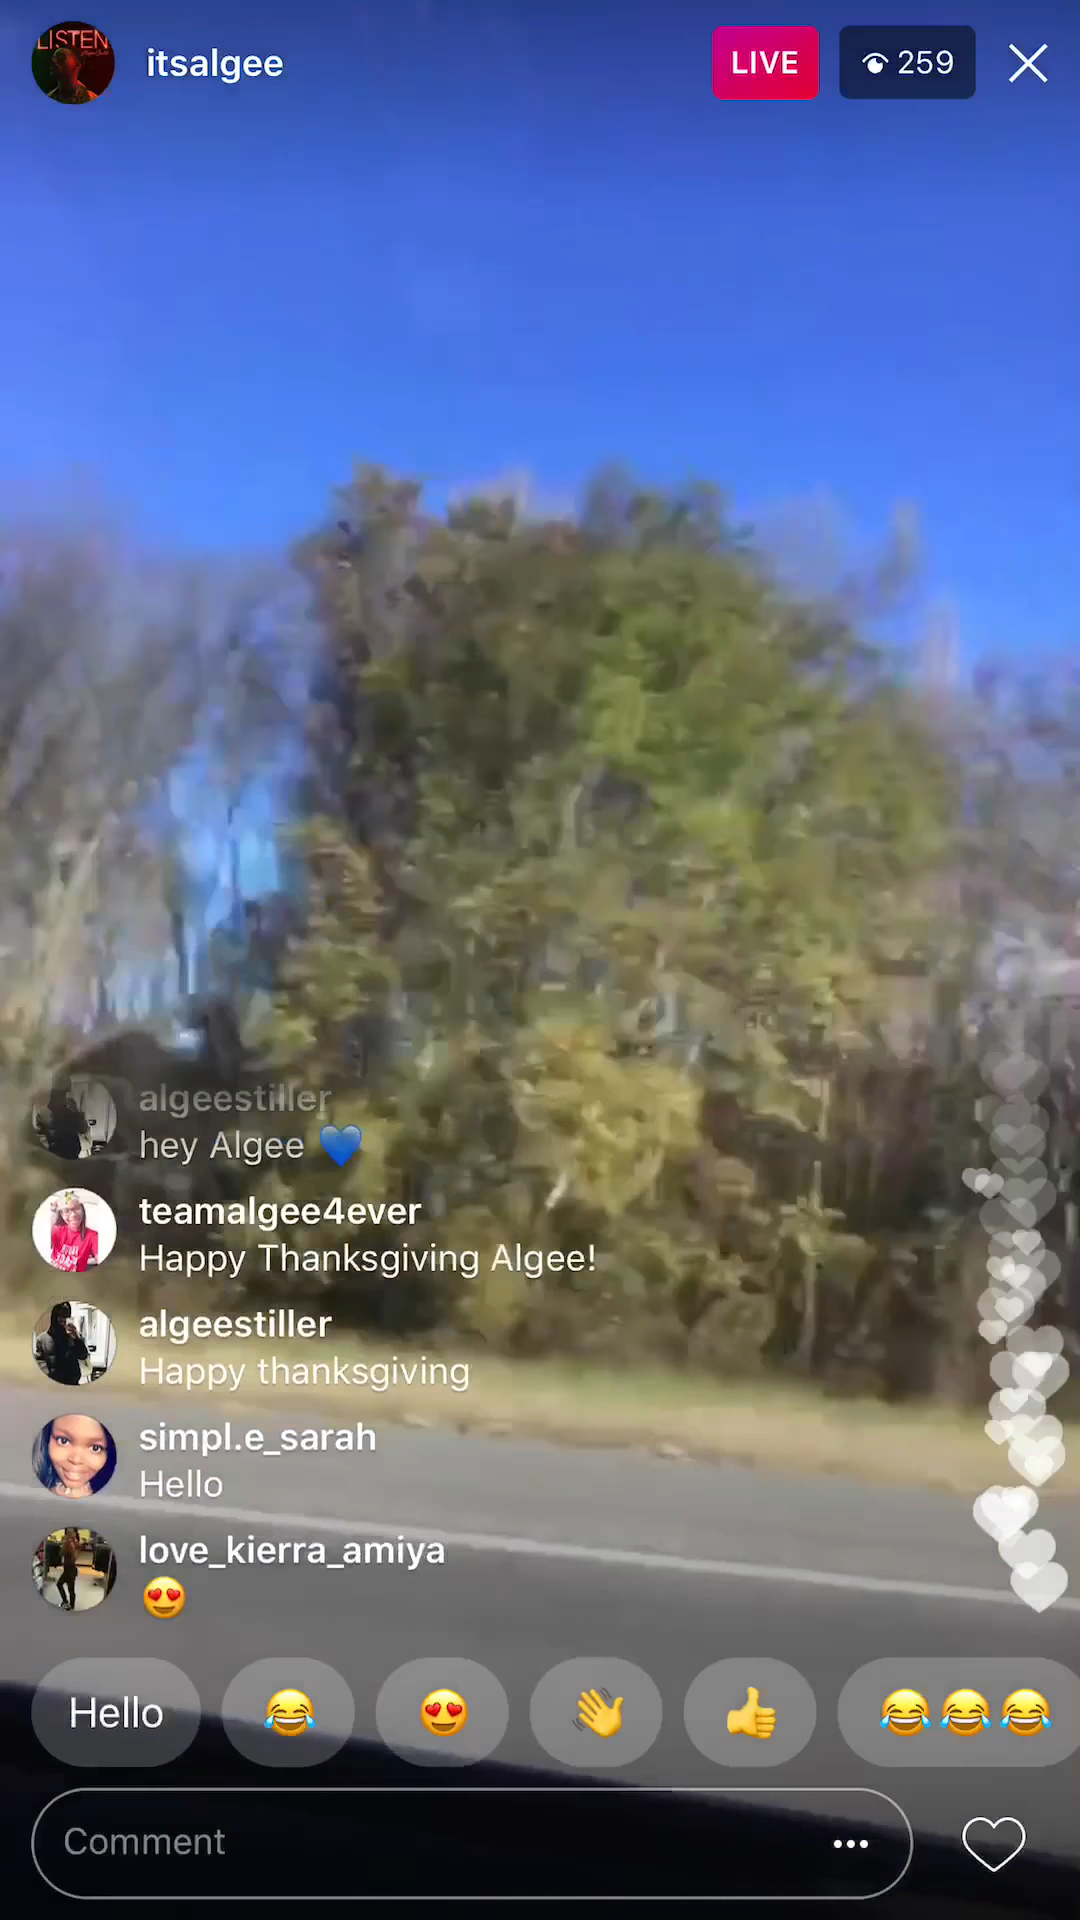 LISTEN
itsalgee
LIVE
259
algeestiller
hey Algee 💙
teamalgee4ever
Happy Thanksgiving Algee!
algeestiller
Happy thanksgiving
simpl.e_sarah
Hello
love_kierra_amiya
😍
Hello 😂 😍 👋 👍 😂😂😂
Comment